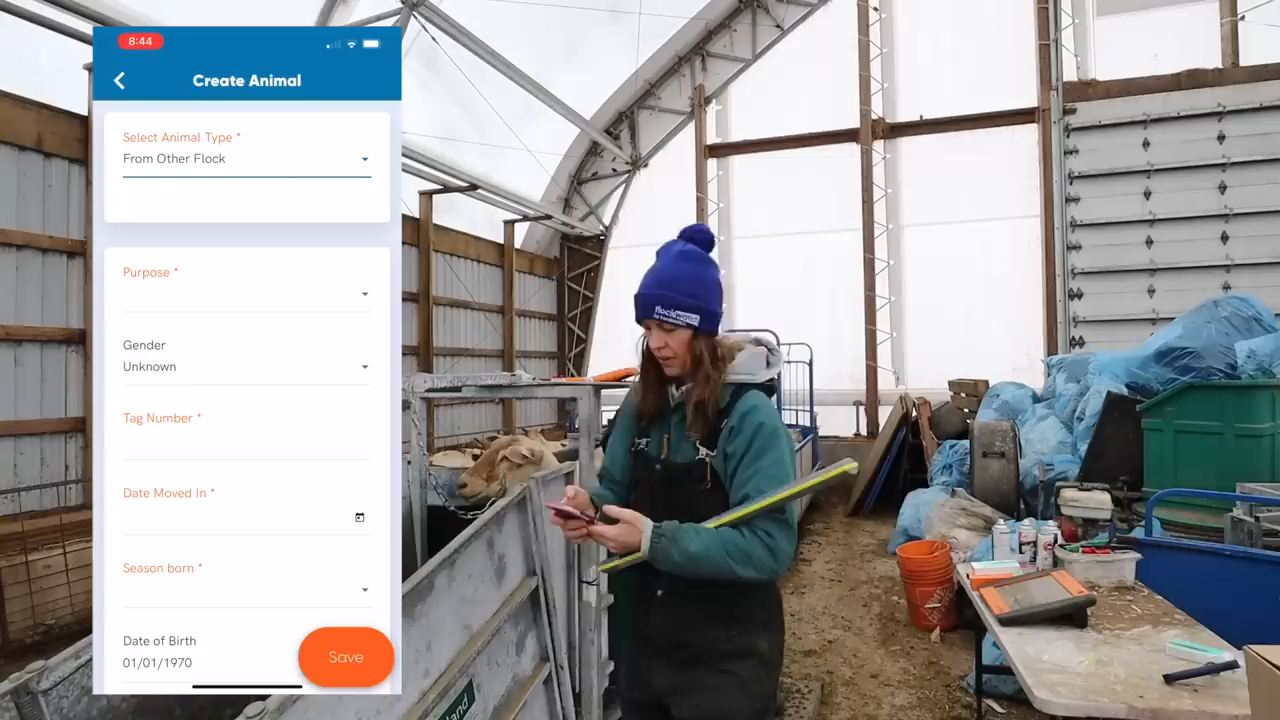 8:44
Create Animal
Select Animal Type *
From Other Flock
Purpose *
Gender
Unknown
Tag Number *
Date Moved In *
Season born *
Date of Birth
01/01/1970
Save
flockwatch
land